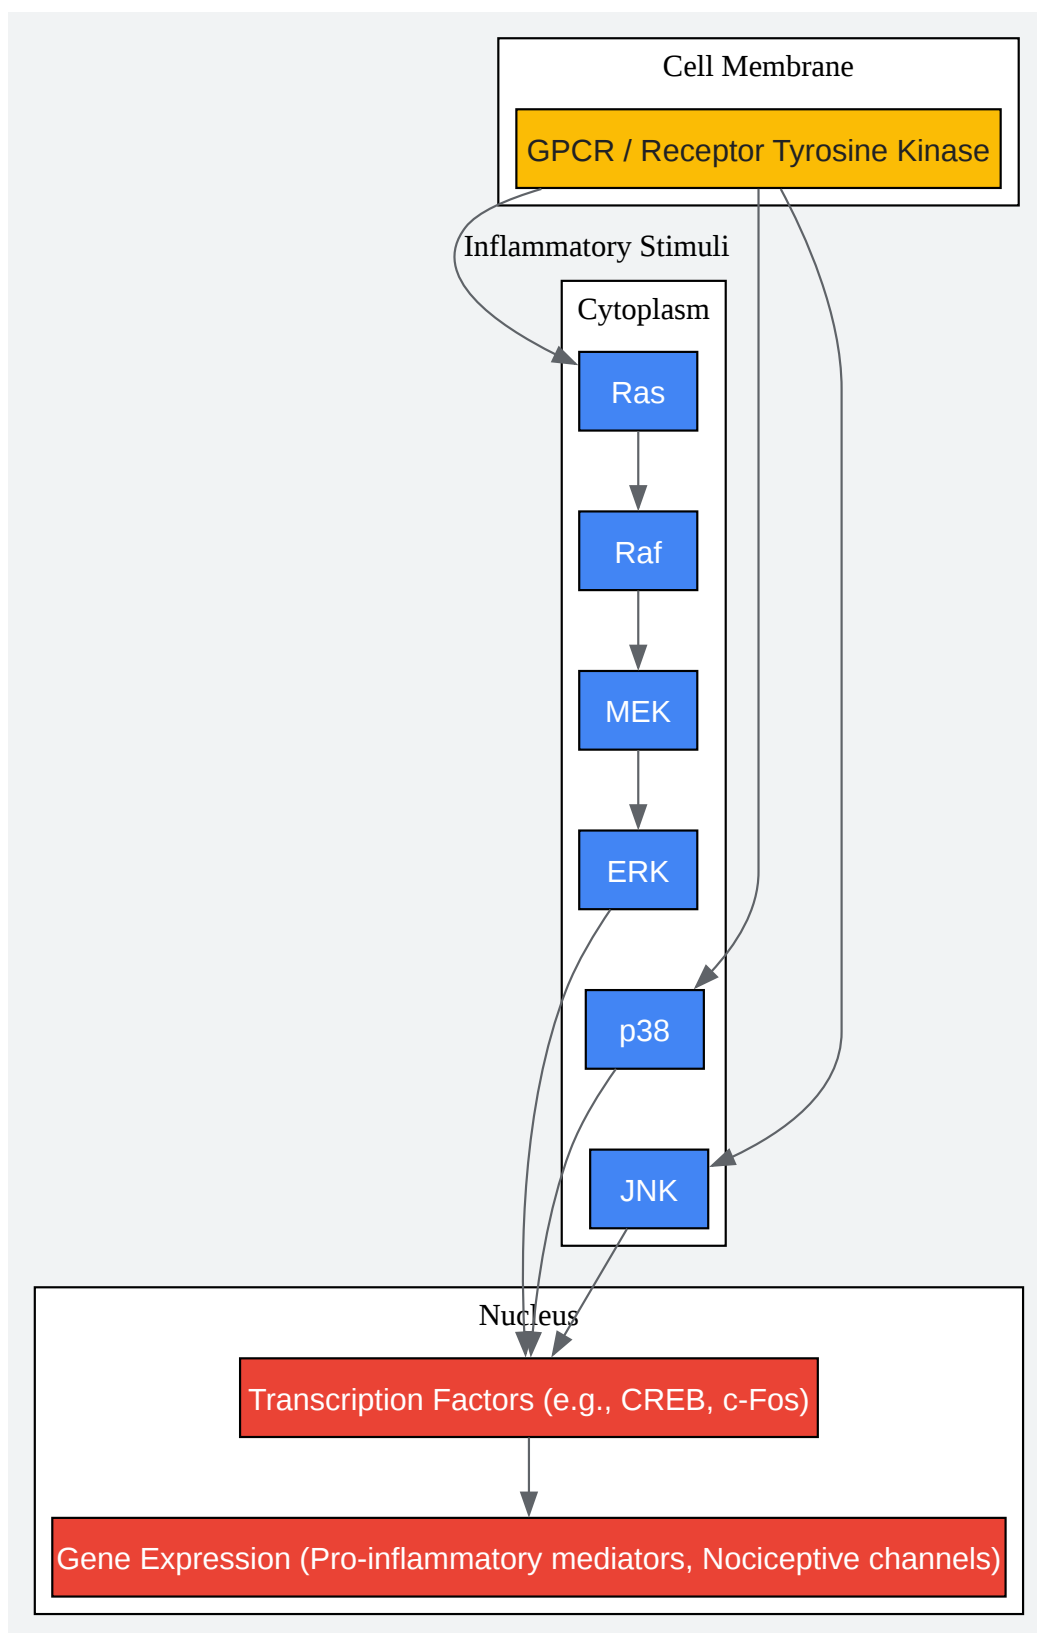 Cell Membrane
GPCR / Receptor Tyrosine Kinase
Inflammatory Stimuli
Cytoplasm
Ras
Raf
MEK
ERK
p38
JNK
Nucleus
Transcription Factors (e.g., CREB, c-Fos)
Gene Expression (Pro-inflammatory mediators, Nociceptive channels)